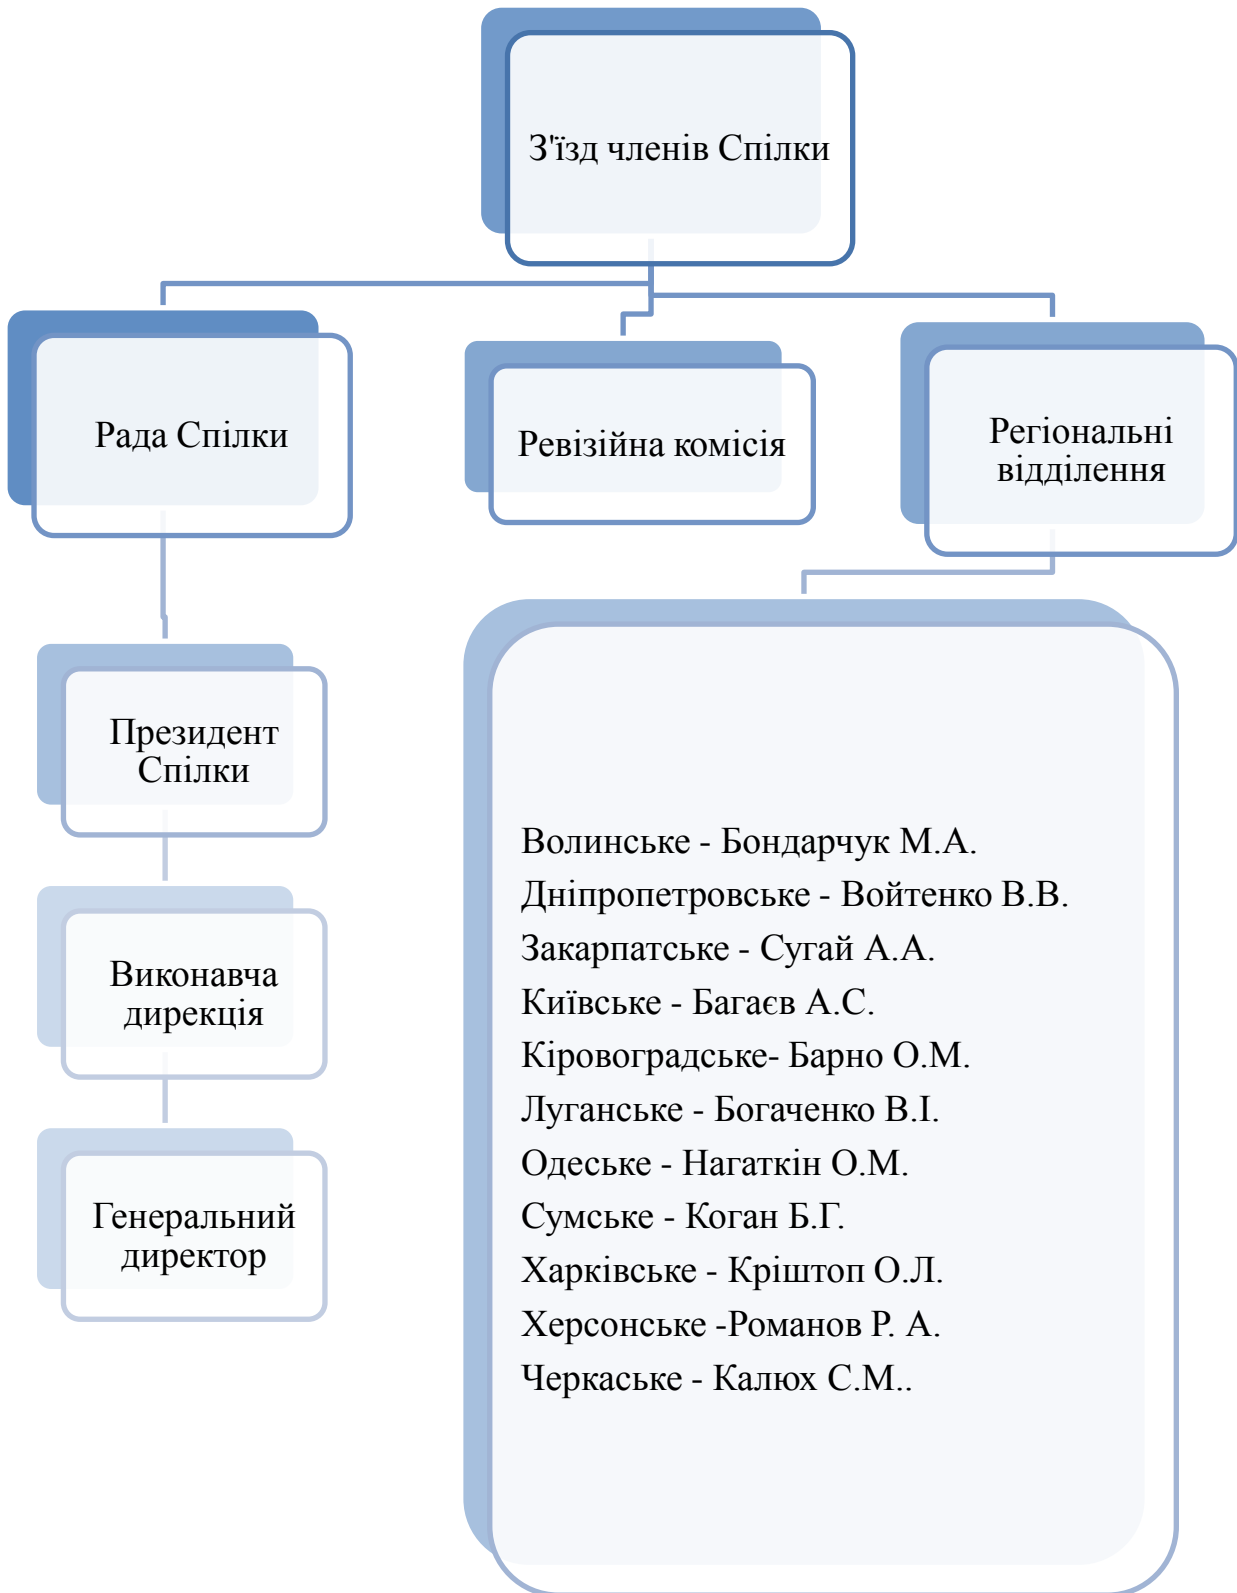 З'їзд членів Спілки
Рада Спілки
Ревізійна комісія
Регіональні
відділення
Президент
Спілки
Виконавча
дирекція
Генеральний
директор
Волинське - Бондарчук М.А.
Дніпропетровське - Войтенко В.В.
Закарпатське - Сугай А.А.
Київське - Багаєв А.С.
Кіровоградське- Барно О.М.
Луганське - Богаченко В.І.
Одеське - Нагаткін О.М.
Сумське - Коган Б.Г.
Харківське - Кріштоп О.Л.
Херсонське -Романов Р. А.
Черкаське - Калюх С.М..